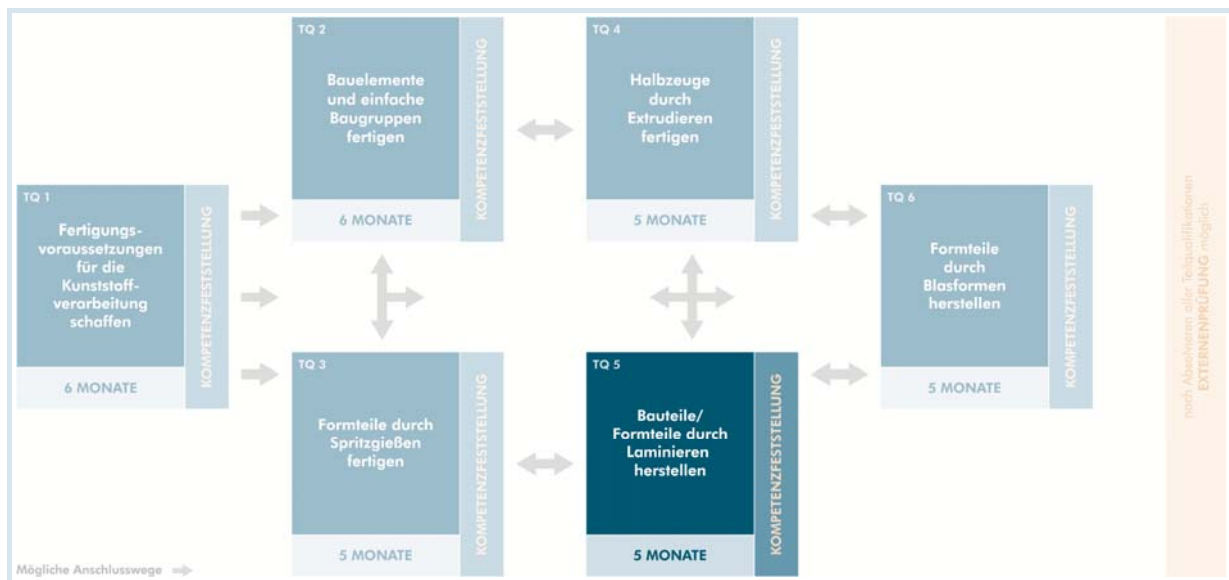 TQ 1
Fertigungs-
voraussetzungen
für die
Kunststoff-
verarbeitung
schaffen
6 MONATE
KOMPETENZFESTSTELLUNG
TQ 2
Bauelemente
und einfache
Baugruppen
fertigen
6 MONATE
KOMPETENZFESTSTELLUNG
TQ 3
Formteile durch
Spritzgießen
fertigen
5 MONATE
KOMPETENZFESTSTELLUNG
TQ 4
Halbzeuge
durch
Extrudieren
fertigen
5 MONATE
KOMPETENZFESTSTELLUNG
TQ 5
Bauteile/
Formteile durch
Laminieren
herstellen
5 MONATE
KOMPETENZFESTSTELLUNG
TQ 6
Formteile
durch
Blasformen
herstellen
5 MONATE
KOMPETENZFESTSTELLUNG
nach Absolvieren aller Teilqualifikationen
EXTERNENPRÜFUNG möglich
Mögliche Anschlusswege